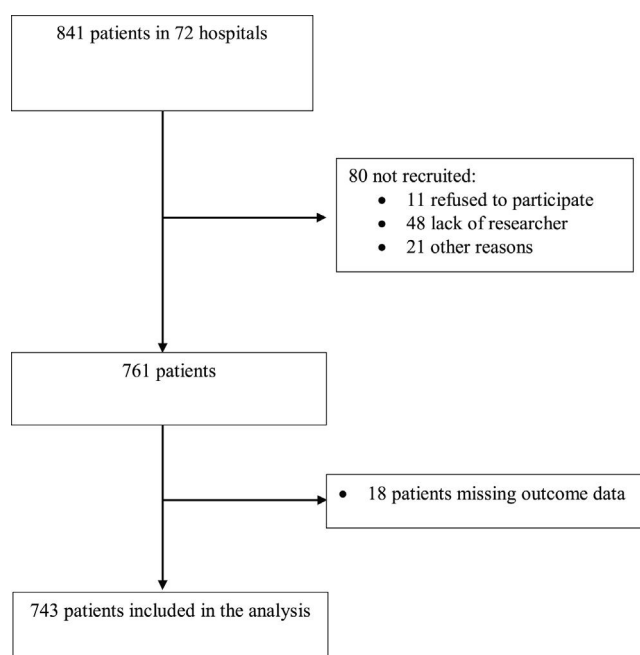 841 patients in 72 hospitals
80 not recruited:
• 11 refused to participate
• 48 lack of researcher
• 21 other reasons
761 patients
• 18 patients missing outcome data
743 patients included in the analysis